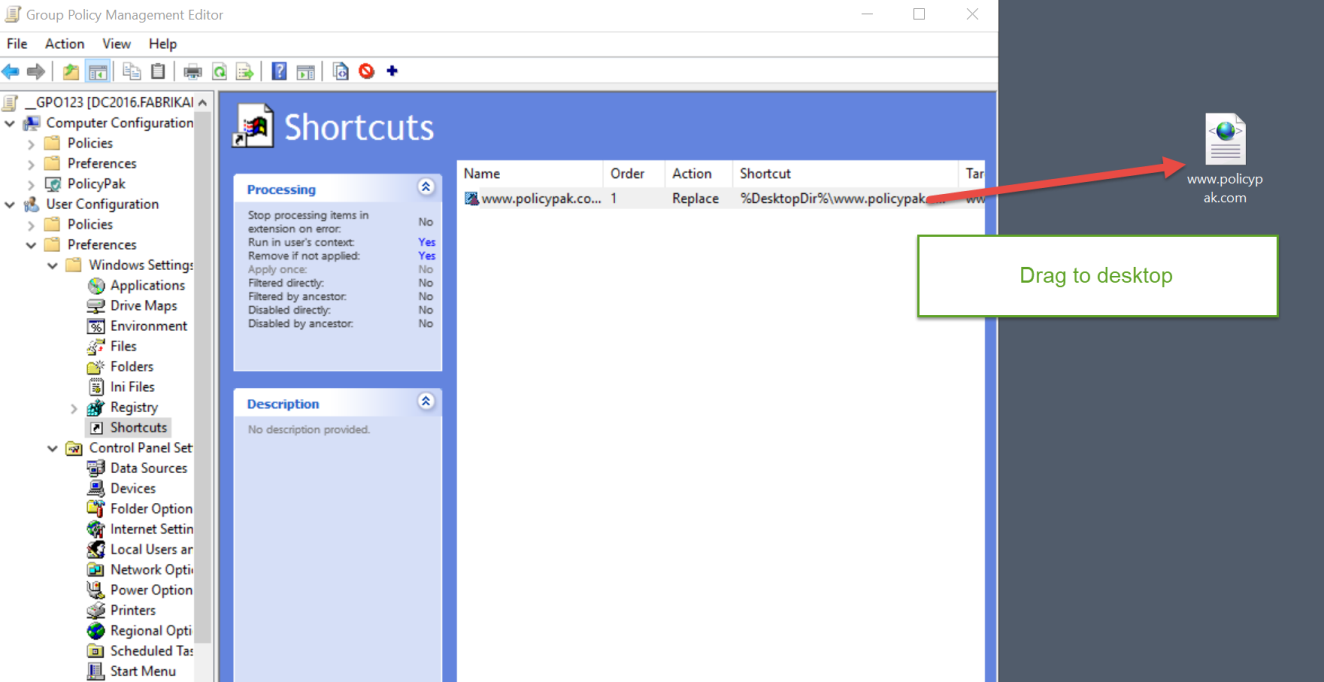 Group Policy Management Editor
File Action View Help
__GPO123 [DC2016.FABRIKAI
Computer Configuration
Policies
Preferences
PolicyPak
User Configuration
Policies
Preferences
Windows Settings
Applications
Drive Maps
Environment
Files
Folders
Ini Files
Registry
Shortcuts
Control Panel Set
Data Sources
Devices
Folder Option
Internet Settin
Local Users an
Network Opti
Power Option
Printers
Regional Opti
Scheduled Tas
Start Menu
Shortcuts
Processing
Stop processing items in
extension on error: No
Run in user's context: Yes
Remove if not applied: Yes
Apply once: No
Filtered directly: No
Filtered by ancestor: No
Disabled directly: No
Disabled by ancestor: No
Description
No description provided.
Name Order Action Shortcut Tar
www.policypak.co... 1 Replace %DesktopDir%\www.policypak.... ww
www.policyp
ak.com
Drag to desktop